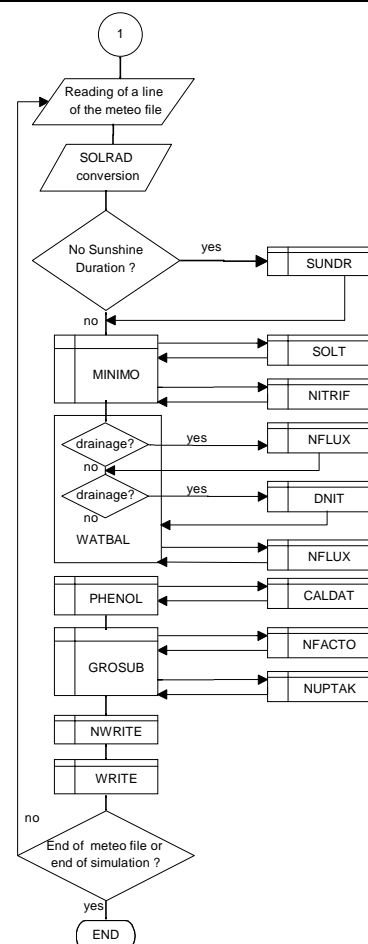 1
Reading of a line
of the meteo file
SOLRAD
conversion
No Sunshine
Duration ?
yes
SUNDR
no
MINIMO
SOLT
NITRIF
drainage?
yes
NFLUX
no
drainage?
yes
DNIT
no
WATBAL
NFLUX
PHENOL
CALDAT
GROSUB
NFACTO
NUPTAK
NWRITE
WRITE
no
End of meteo file or
end of simulation ?
yes
END